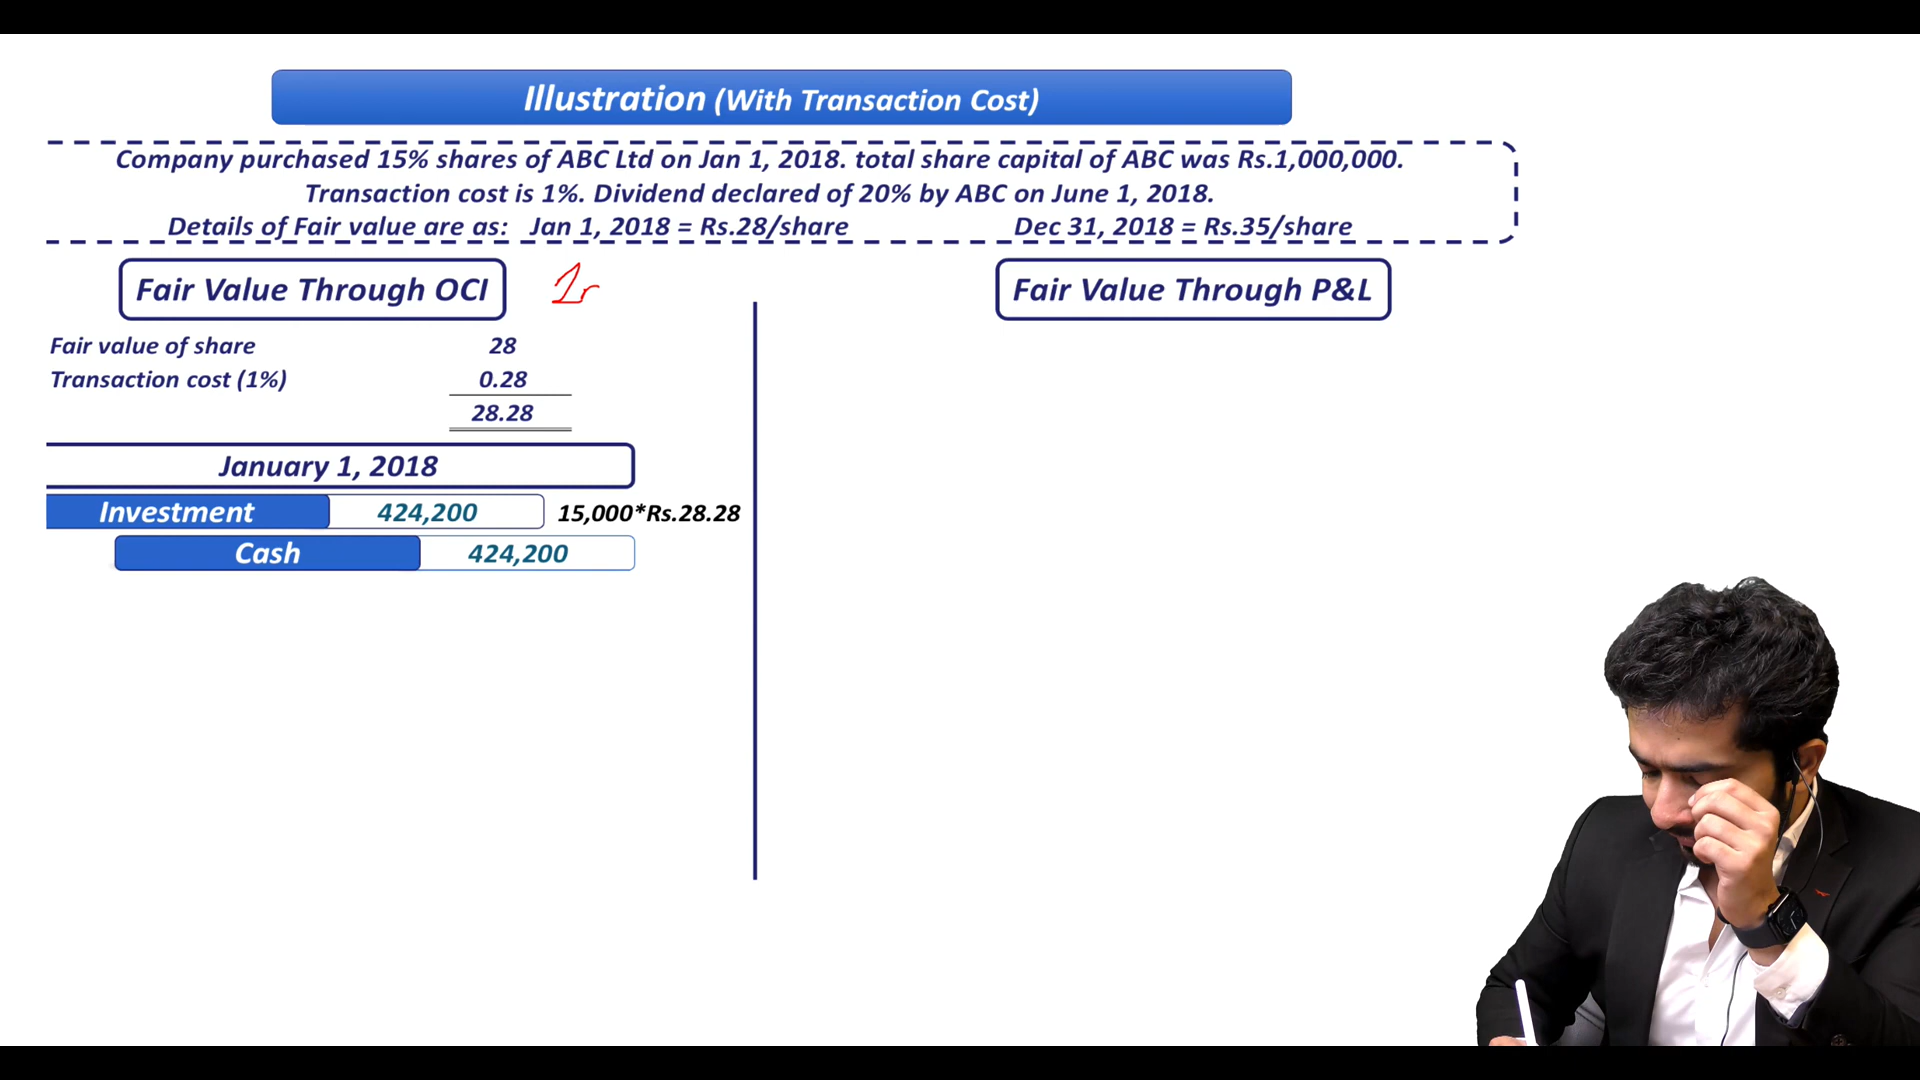 Illustration (With Transaction Cost)
Company purchased 15% shares of ABC Ltd on Jan 1, 2018. total share capital of ABC was Rs.1,000,000.
Transaction cost is 1%. Dividend declared of 20% by ABC on June 1, 2018.
Details of Fair value are as: Jan 1, 2018 = Rs.28/share Dec 31, 2018 = Rs.35/share
Fair Value Through OCI
Fair Value Through P&L
Fair value of share 28
Transaction cost (1%) 0.28
28.28
January 1, 2018
Investment 424,200 15,000*Rs.28.28
Cash 424,200